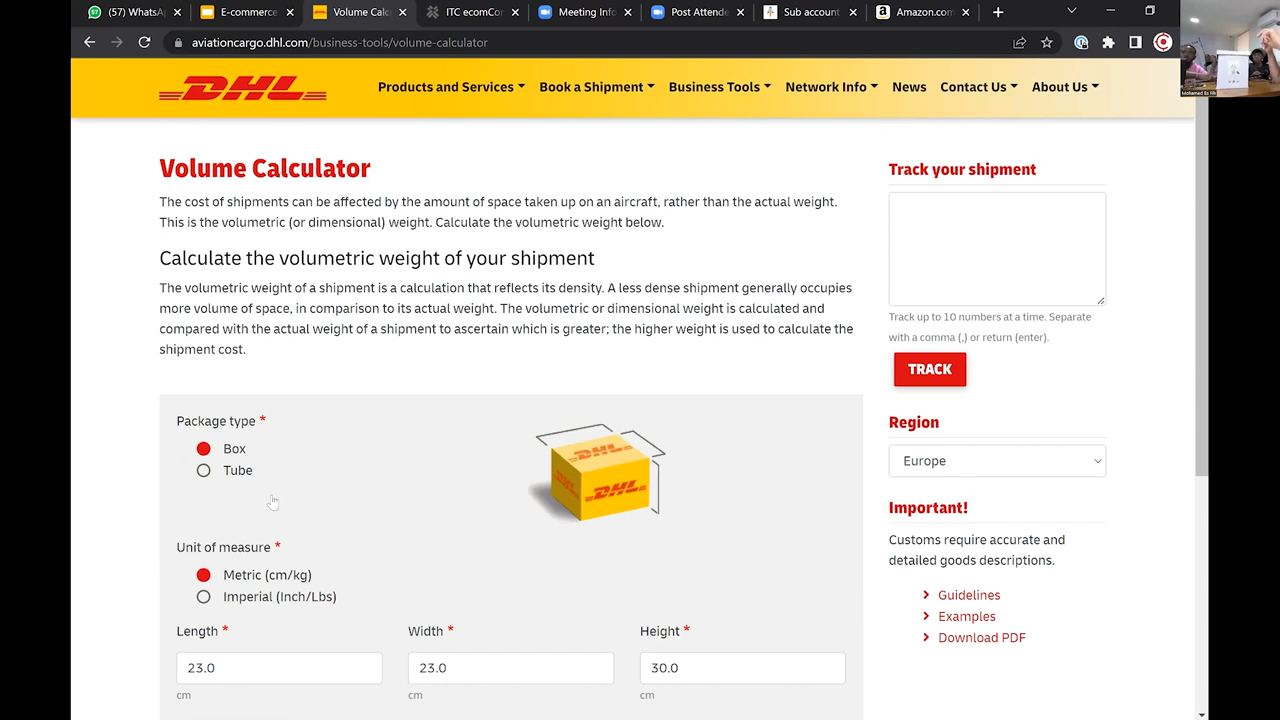 (57) WhatsA
E-commerce
Volume Calc
ITC ecomCon
Meeting Info
Post Attende
Sub account
Amazon.com
aviationcargo.dhl.com/business-tools/volume-calculator
DHL
Products and Services
Book a Shipment
Business Tools
Network Info
News
Contact Us
About Us
Mohamed Es Fih
Volume Calculator
The cost of shipments can be affected by the amount of space taken up on an aircraft, rather than the actual weight.
This is the volumetric (or dimensional) weight. Calculate the volumetric weight below.
Calculate the volumetric weight of your shipment
The volumetric weight of a shipment is a calculation that reflects its density. A less dense shipment generally occupies
more volume of space, in comparison to its actual weight. The volumetric or dimensional weight is calculated and
compared with the actual weight of a shipment to ascertain which is greater; the higher weight is used to calculate the
shipment cost.
Package type *
Box
Tube
DHL
DHL
Unit of measure *
Metric (cm/kg)
Imperial (Inch/Lbs)
Length *
Width *
Height *
23.0
23.0
30.0
cm
cm
cm
Track your shipment
Track up to 10 numbers at a time. Separate
with a comma (,) or return (enter).
TRACK
Region
Europe
Important!
Customs require accurate and
detailed goods descriptions.
Guidelines
Examples
Download PDF